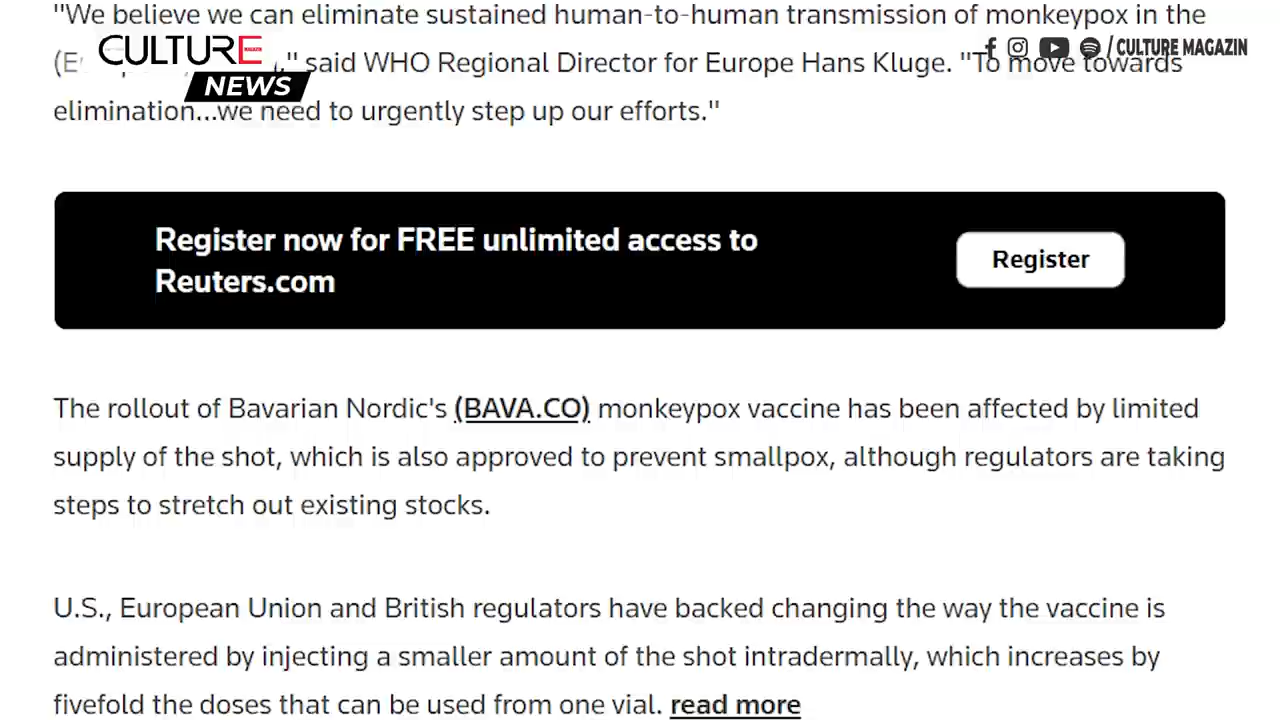 "We believe we can eliminate sustained human-to-human transmission of monkeypox in the
CULTURE
NEWS
/ CULTURE MAGAZIN
," said WHO Regional Director for Europe Hans Kluge. "To move towards
elimination...we need to urgently step up our efforts."
Register now for FREE unlimited access to
Reuters.com
Register
The rollout of Bavarian Nordic's (BAVA.CO) monkeypox vaccine has been affected by limited
supply of the shot, which is also approved to prevent smallpox, although regulators are taking
steps to stretch out existing stocks.
U.S., European Union and British regulators have backed changing the way the vaccine is
administered by injecting a smaller amount of the shot intradermally, which increases by
fivefold the doses that can be used from one vial. read more